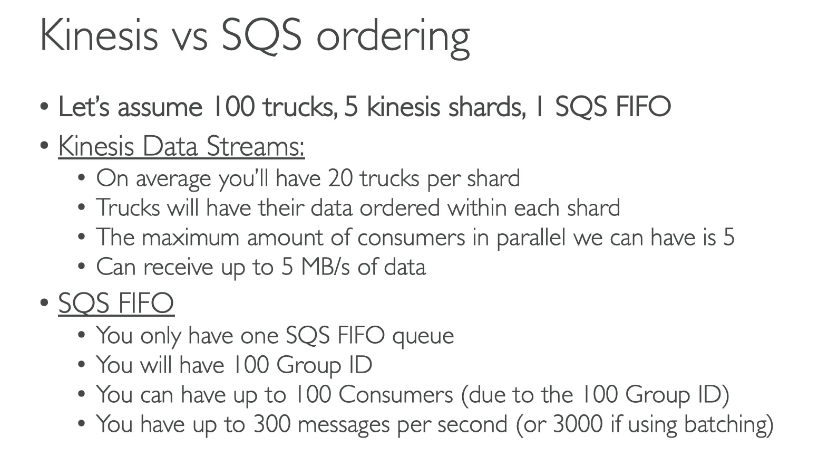 Kinesis vs SQS ordering
• Let's assume 100 trucks, 5 kinesis shards, 1 SQS FIFO
• Kinesis Data Streams:
• On average you'll have 20 trucks per shard
• Trucks will have their data ordered within each shard
• The maximum amount of consumers in parallel we can have is 5
• Can receive up to 5 MB/s of data
• SQS FIFO
• You only have one SQS FIFO queue
• You will have 100 Group ID
• You can have up to 100 Consumers (due to the 100 Group ID)
• You have up to 300 messages per second (or 3000 if using batching)